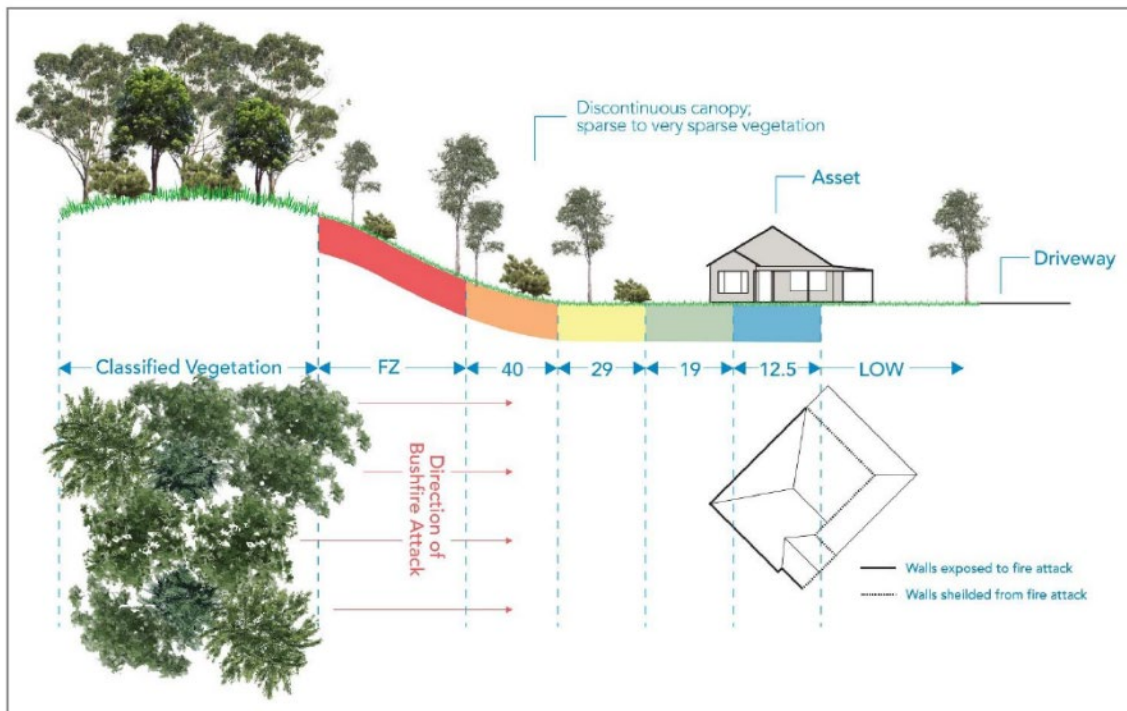 Discontinuous canopy;
sparse to very sparse vegetation
Asset
Driveway
Classified Vegetation
FZ
40
29
19
12.5
LOW
Direction of
Bushfire Attack
Walls exposed to fire attack
Walls sheilded from fire attack